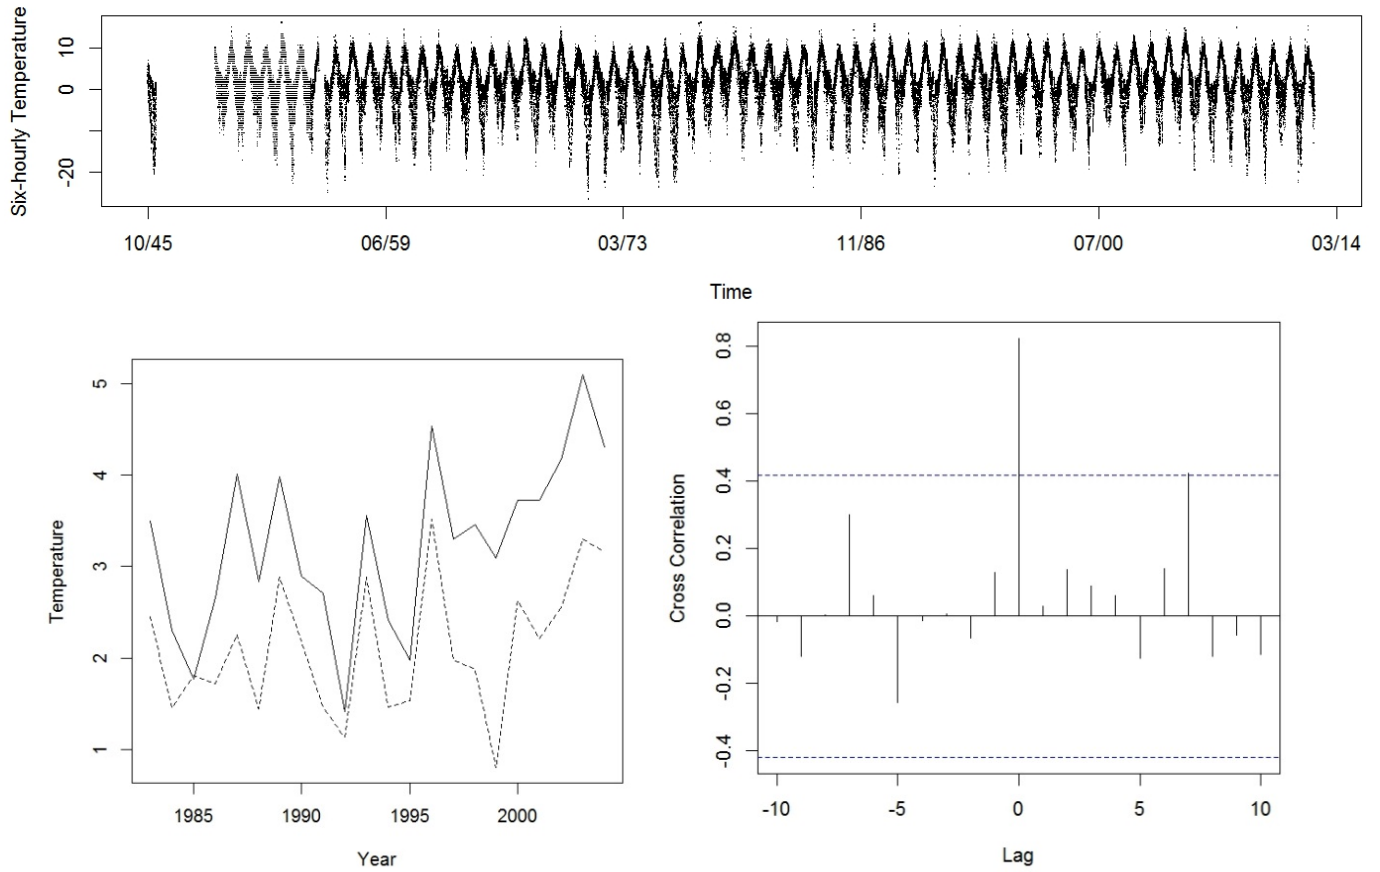 Six-hourly Temperature
10
0
-20
10/45 06/59 03/73 11/86 07/00 03/14
Time
Temperature
5
4
3
2
1
1985 1990 1995 2000
Year
Cross Correlation
0.8
0.6
0.4
0.2
0.0
-0.2
-0.4
-10 -5 0 5 10
Lag